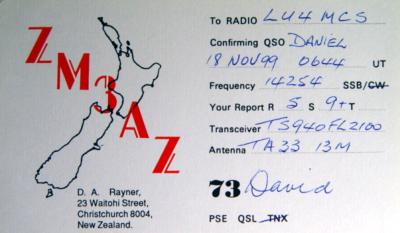 ZM3AZ
D. A. Rayner,
23 Waitohi Street,
Christchurch 8004,
New Zealand.
To RADIO LU4MCS
Confirming QSO DANIEL
18 NOV 99 0644 UT
Frequency 14254 SSB/CW
Your Report R 5 S 9+ T
Transceiver TS940 FL2100
Antenna TA33 13M
73 David
PSE QSL TNX